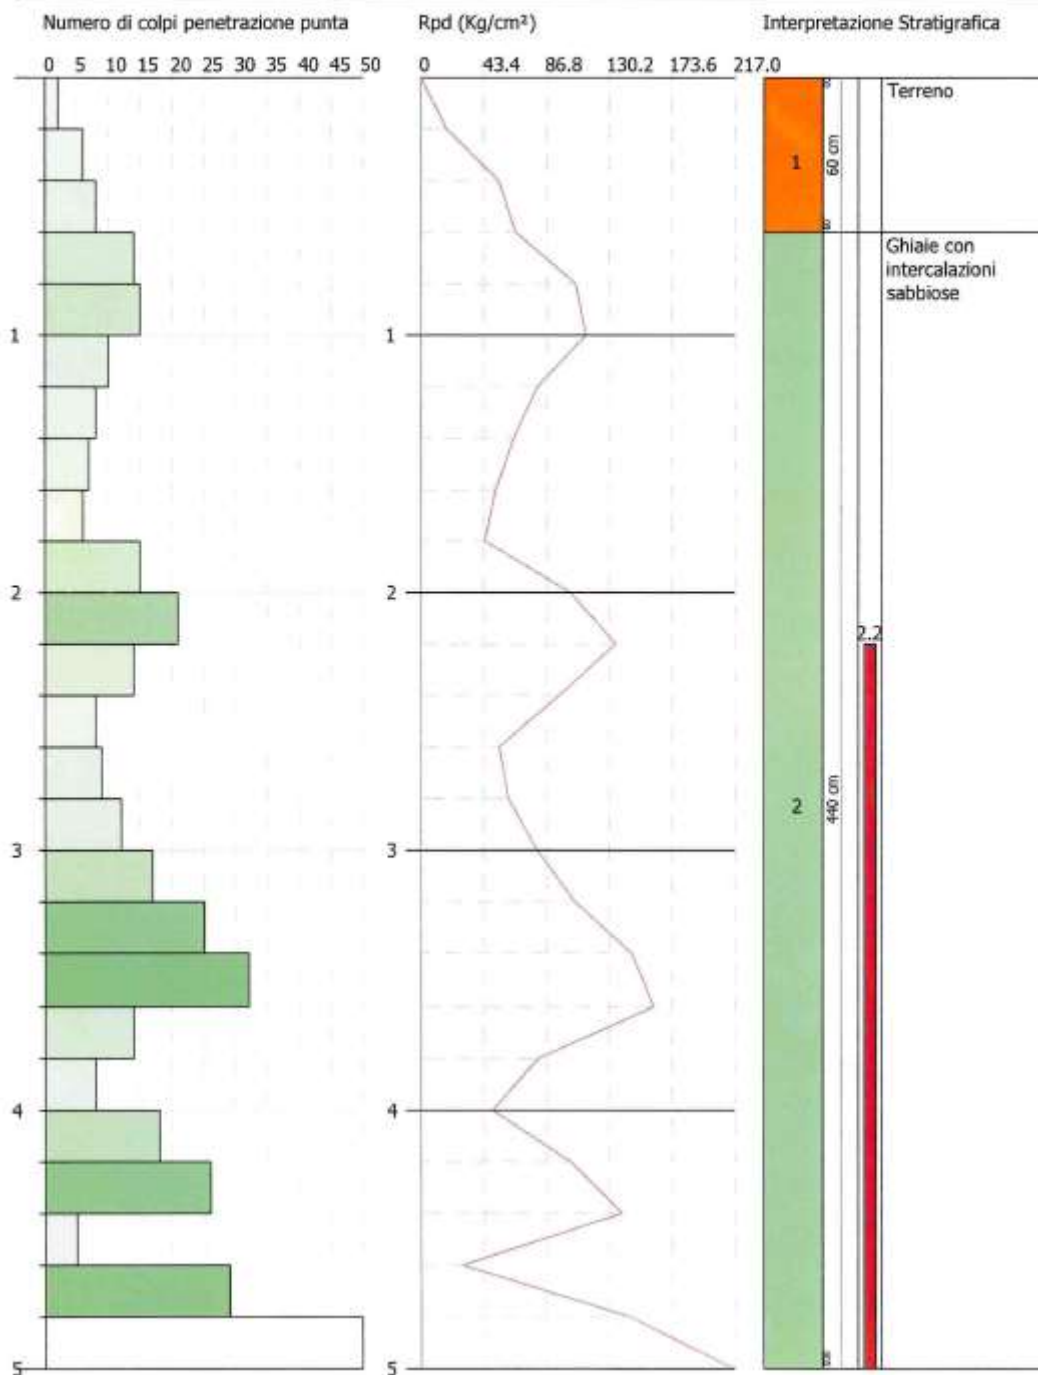 Numero di colpi penetrazione punta
Rpd (Kg/cm²)
Interpretazione Stratigrafica
0 5 10 15 20 25 30 35 40 45 50
0 43.4 86.8 130.2 173.6 217.0
Terreno
1
60 cm
Ghiaie con
intercalazioni
sabbiose
1
1
2
2
2.2
2
440 cm
3
3
4
4
5
5